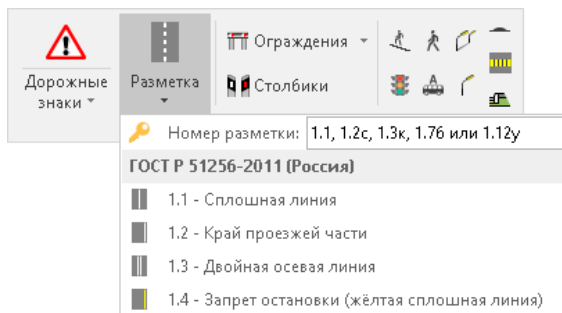 Дорожные знаки
Разметка
Ограждения
Столбики
Номер разметки: 1.1, 1.2с, 1.3к, 1.7б или 1.12у
ГОСТ Р 51256-2011 (Россия)
1.1 - Сплошная линия
1.2 - Край проезжей части
1.3 - Двойная осевая линия
1.4 - Запрет остановки (жёлтая сплошная линия)